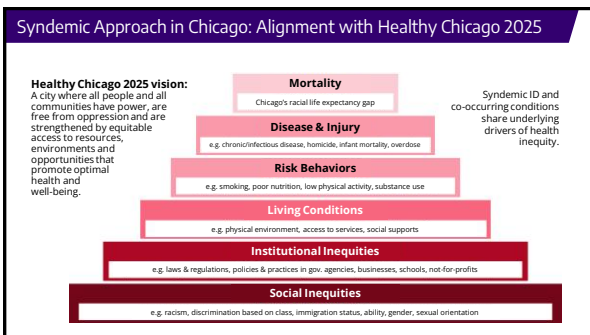 Syndemic Approach in Chicago: Alignment with Healthy Chicago 2025
Healthy Chicago 2025 vision:
A city where all people and all
communities have power, are
free from oppression and are
strengthened by equitable
access to resources,
environments and
opportunities that
promote optimal
health and
well-being.
Mortality
Chicago's racial life expectancy gap
Disease & Injury
e.g. chronic/infectious disease, homicide, infant mortality, overdose
Risk Behaviors
e.g. smoking, poor nutrition, low physical activity, substance use
Living Conditions
e.g. physical environment, access to services, social supports
Institutional Inequities
e.g. laws & regulations, policies & practices in gov. agencies, businesses, schools, not-for-profits
Social Inequities
e.g. racism, discrimination based on class, immigration status, ability, gender, sexual orientation
Syndemic ID and
co-occurring conditions
share underlying
drivers of health
inequity.